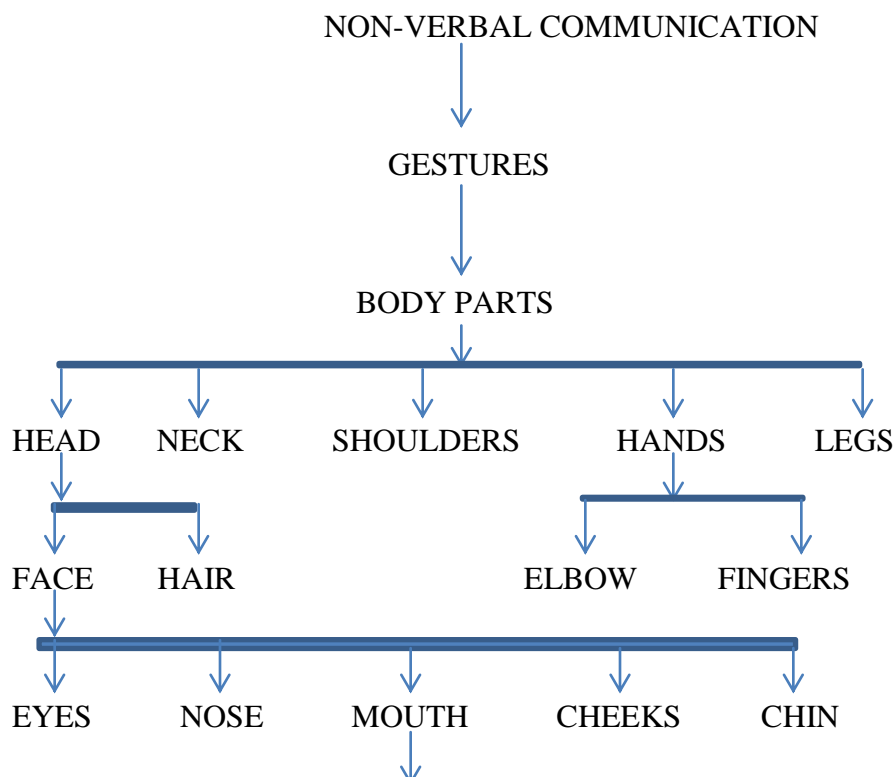 NON-VERBAL COMMUNICATION
GESTURES
BODY PARTS
HEAD NECK SHOULDERS HANDS LEGS
FACE HAIR ELBOW FINGERS
EYES NOSE MOUTH CHEEKS CHIN